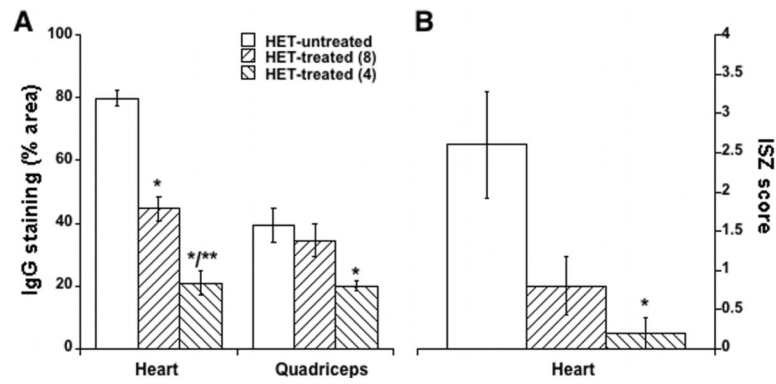 A
B
100
80
60
40
20
0
IgG staining (% area)
HET-untreated
HET-treated (8)
HET-treated (4)
*
*/**
*
Heart
Quadriceps
4
3.5
3
2.5
2
1.5
1
0.5
0
ISZ score
*
Heart